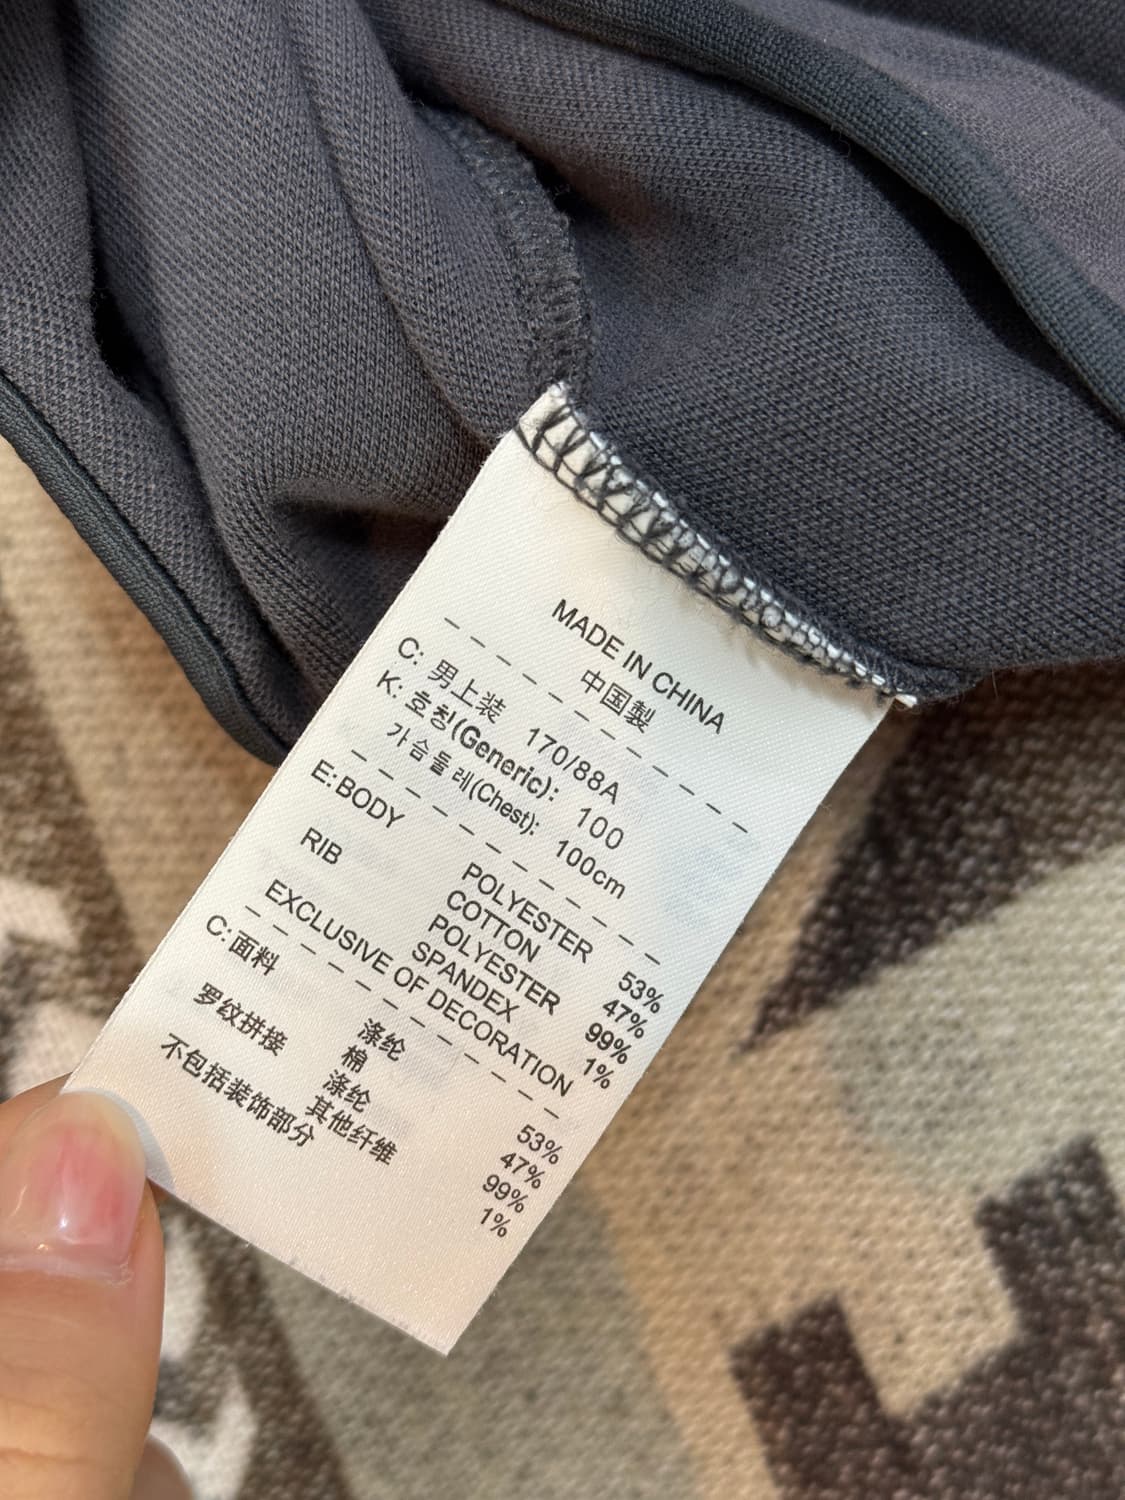 MADE IN CHINA
中国製
C: 男上装 170/88A
K: 호칭(Generic): 100
가슴둘레(Chest): 100cm
E:BODY POLYESTER 53%
COTTON 47%
RIB POLYESTER 99%
SPANDEX 1%
EXCLUSIVE OF DECORATION
C:面料 涤纶 53%
棉 47%
罗纹拼接 涤纶 99%
其他纤维 1%
不包括装饰部分